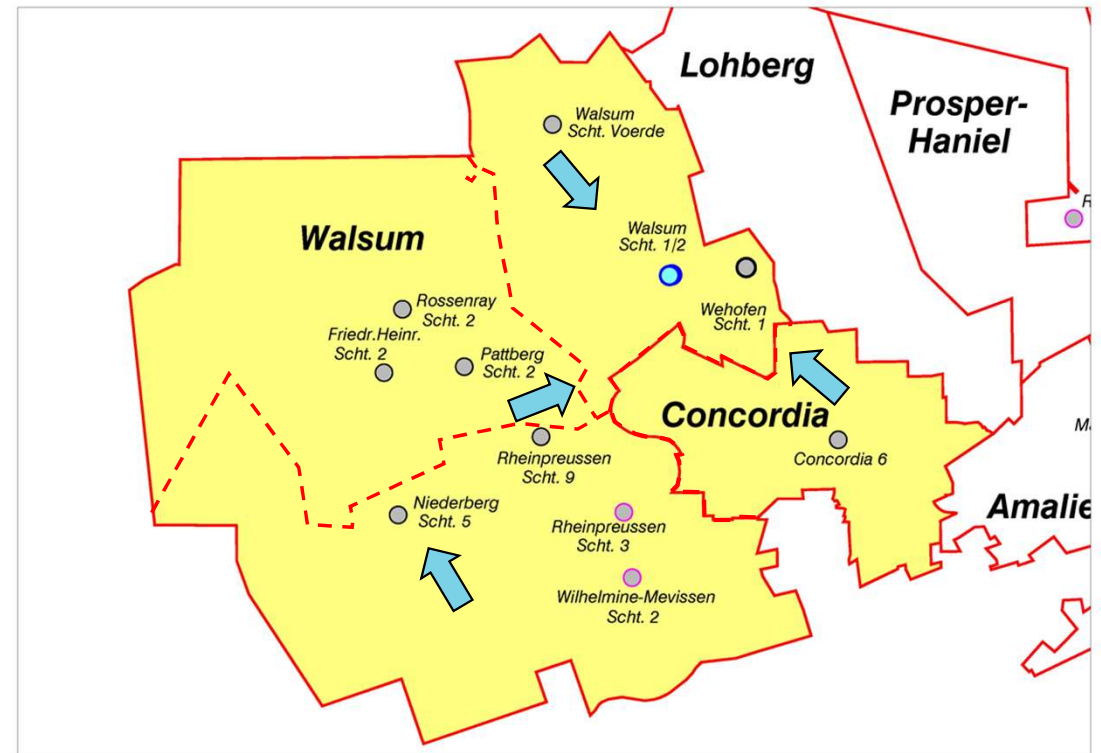 Lohberg
Prosper-
Haniel
Walsum
Scht. Voerde
Walsum
Walsum
Scht. 1/2
Wehofen
Scht. 1
Rossenray
Scht. 2
Friedr.Heinr.
Scht. 2
Pattberg
Scht. 2
Concordia
Concordia 6
Rheinpreussen
Scht. 9
Niederberg
Scht. 5
Rheinpreussen
Scht. 3
Wilhelmine-Mevissen
Scht. 2
Amalie